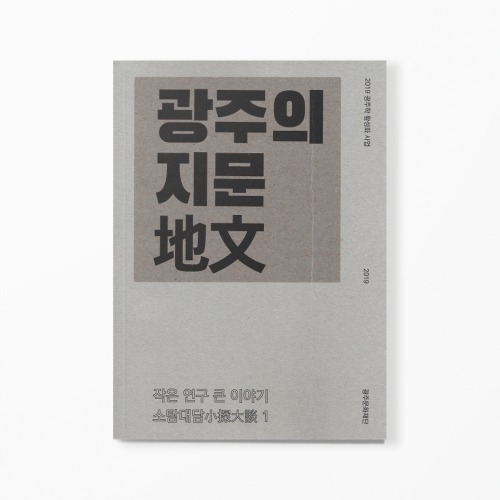 광주의
지문
地文
작은 연구 큰 이야기
소탐대담小探大談 1
2019 광주학 활성화 사업
2019
광주문화재단